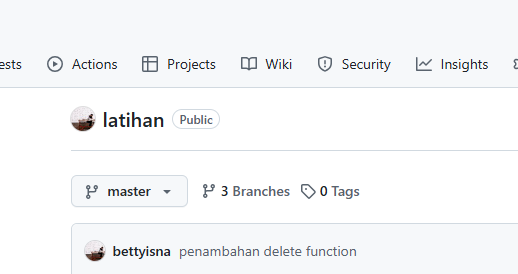 ests Actions Projects Wiki Security Insights
latihan Public
master 3 Branches 0 Tags
bettyisna penambahan delete function